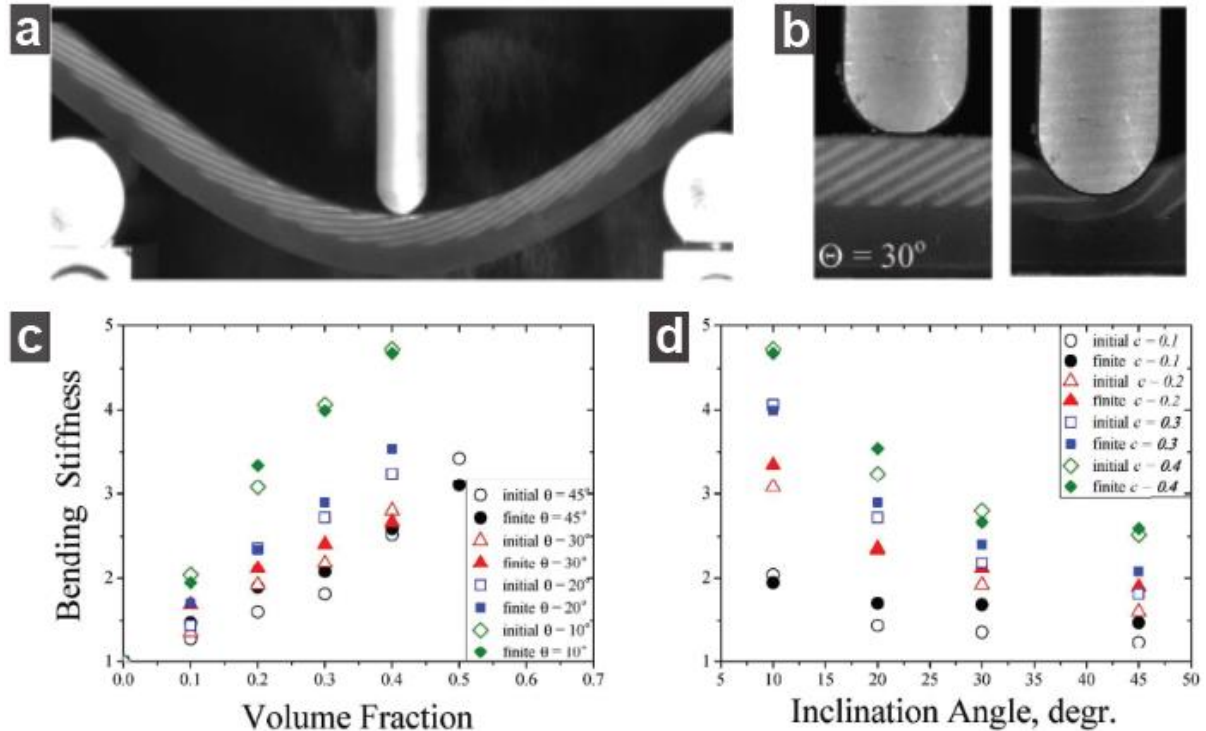 a
b
Θ = 30°
c
5
4
3
2
1
0.0 0.1 0.2 0.3 0.4 0.5 0.6 0.7
Bending Stiffness
Volume Fraction
initial θ = 45°
finite θ = 45°
initial θ = 30°
finite θ = 30°
initial θ = 20°
finite θ = 20°
initial θ = 10°
finite θ = 10°
d
5
4
3
2
1
5 10 15 20 25 30 35 40 45 50
Inclination Angle, degr.
initial c = 0.1
finite c = 0.1
initial c – 0.2
finite c – 0.2
initial c = 0.3
finite c = 0.3
initial c = 0.4
finite c = 0.4